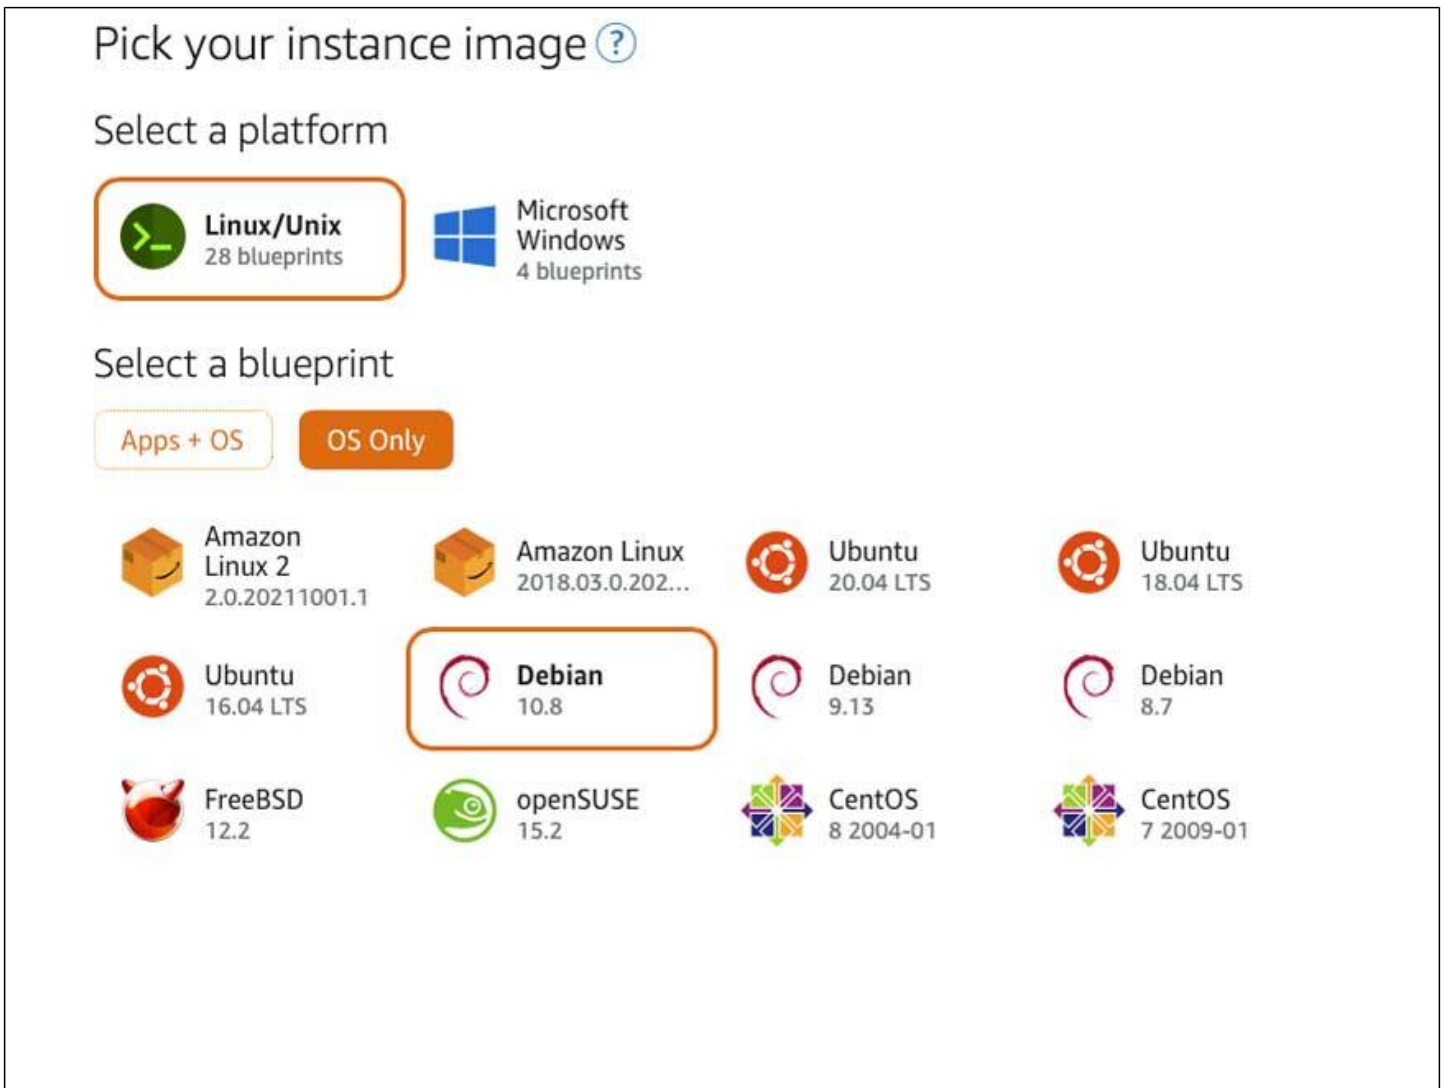 Pick your instance image ?
Select a platform
Linux/Unix
28 blueprints
Microsoft
Windows
4 blueprints
Select a blueprint
Apps + OS
OS Only
Amazon
Linux 2
2.0.20211001.1
Amazon Linux
2018.03.0.202...
Ubuntu
20.04 LTS
Ubuntu
18.04 LTS
Ubuntu
16.04 LTS
Debian
10.8
Debian
9.13
Debian
8.7
FreeBSD
12.2
openSUSE
15.2
CentOS
8 2004-01
CentOS
7 2009-01